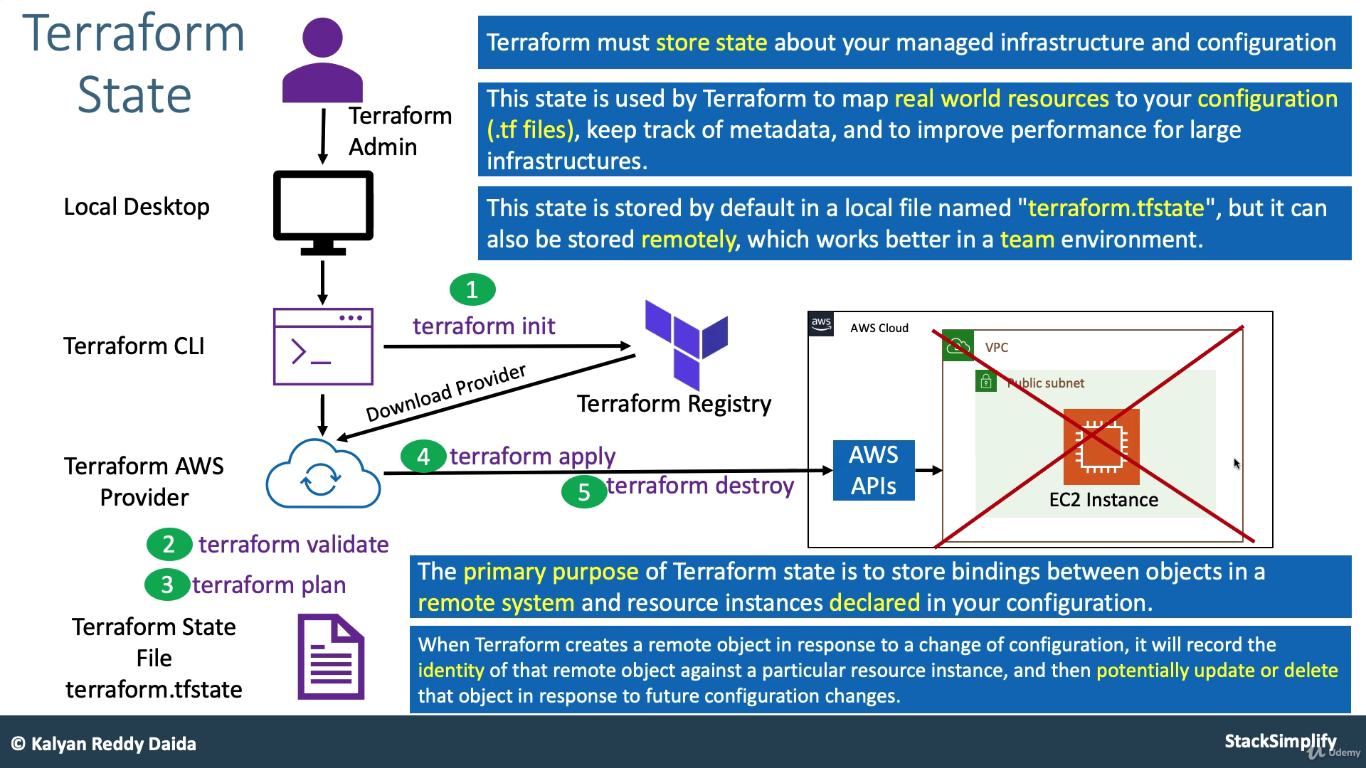 Terraform
State
Terraform must store state about your managed infrastructure and configuration
This state is used by Terraform to map real world resources to your configuration
(.tf files), keep track of metadata, and to improve performance for large
infrastructures.
Terraform
Admin
Local Desktop
This state is stored by default in a local file named "terraform.tfstate", but it can
also be stored remotely, which works better in a team environment.
1
terraform init
Terraform CLI
>_
Download Provider
Terraform Registry
aws
AWS Cloud
VPC
Public subnet
EC2 Instance
AWS
APIs
Terraform AWS
Provider
4 terraform apply
5 terraform destroy
2 terraform validate
3 terraform plan
Terraform State
File
terraform.tfstate
The primary purpose of Terraform state is to store bindings between objects in a
remote system and resource instances declared in your configuration.
When Terraform creates a remote object in response to a change of configuration, it will record the
identity of that remote object against a particular resource instance, and then potentially update or delete
that object in response to future configuration changes.
© Kalyan Reddy Daida
StackSimplify
Udemy